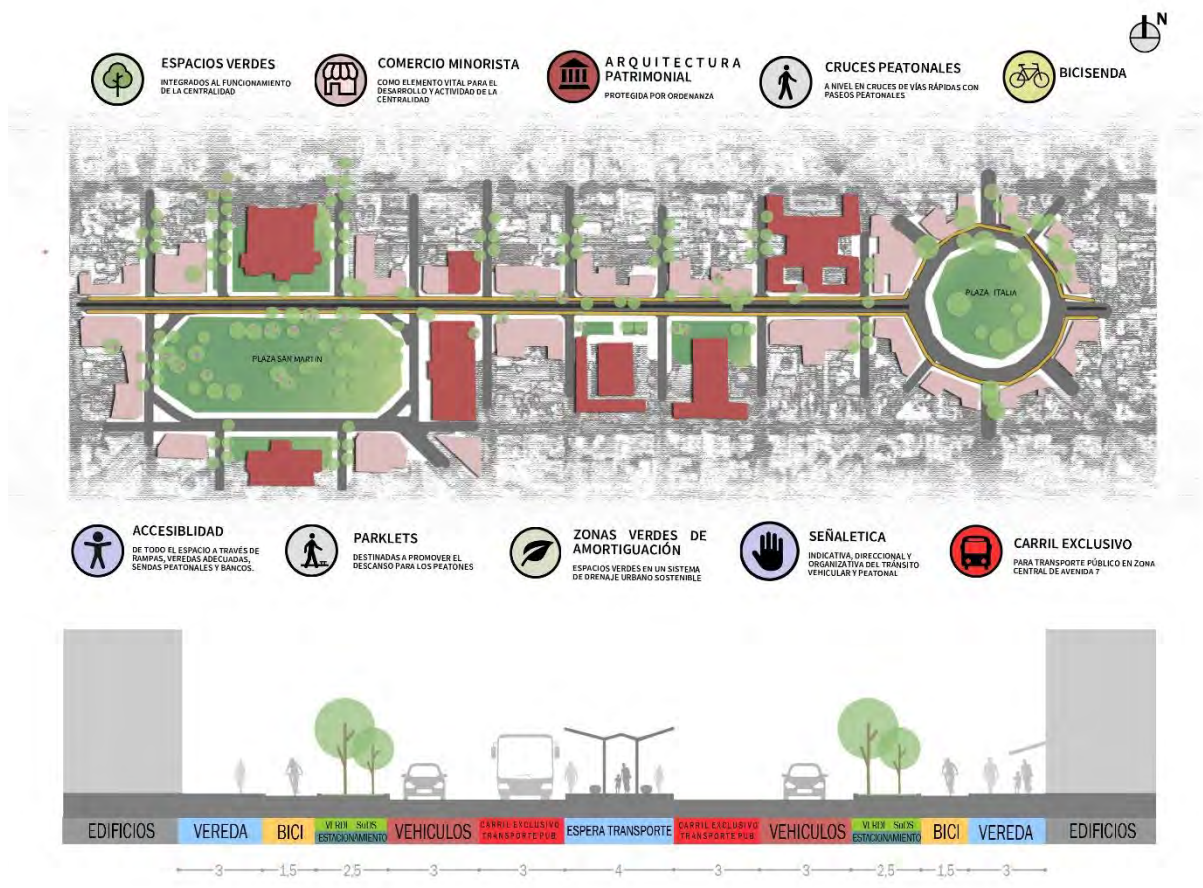 N
ESPACIOS VERDES
INTEGRADOS AL FUNCIONAMIENTO
DE LA CENTRALIDAD
COMERCIO MINORISTA
COMO ELEMENTO VITAL PARA EL
DESARROLLO Y ACTIVIDAD DE LA
CENTRALIDAD
ARQUITECTURA
PATRIMONIAL
PROTEGIDA POR ORDENANZA
CRUCES PEATONALES
A NIVEL EN CRUCES DE VÍAS RÁPIDAS CON
PASEOS PEATONALES
BICISENDA
PLAZA ITALIA
PLAZA SAN MARTIN
ACCESIBLIDAD
DE TODO EL ESPACIO A TRAVÉS DE
RAMPAS, VEREDAS ADECUADAS,
SENDAS PEATONALES Y BANCOS.
PARKLETS
DESTINADAS A PROMOVER EL
DESCANSO PARA LOS PEATONES
ZONAS VERDES DE
AMORTIGUACIÓN
ESPACIOS VERDES EN UN SISTEMA
DE DRENAJE URBANO SOSTENIBLE
SEÑALETICA
INDICATIVA, DIRECCIONAL Y
ORGANIZATIVA DEL TRÁNSITO
VEHICULAR Y PEATONAL
CARRIL EXCLUSIVO
PARA TRANSPORTE PÚBLICO EN ZONA
CENTRAL DE AVENIDA 7
EDIFICIOS
VEREDA
BICI
VERDE SuDS
ESTACIONAMIENTO
VEHICULOS
CARRIL EXCLUSIVO
TRANSPORTE PUB.
ESPERA TRANSPORTE
CARRIL EXCLUSIVO
TRANSPORTE PUB.
VEHICULOS
VERDE SuDS
ESTACIONAMIENTO
BICI
VEREDA
EDIFICIOS
3 1,5 2,5 3 3 4 3 3 2,5 1,5 3